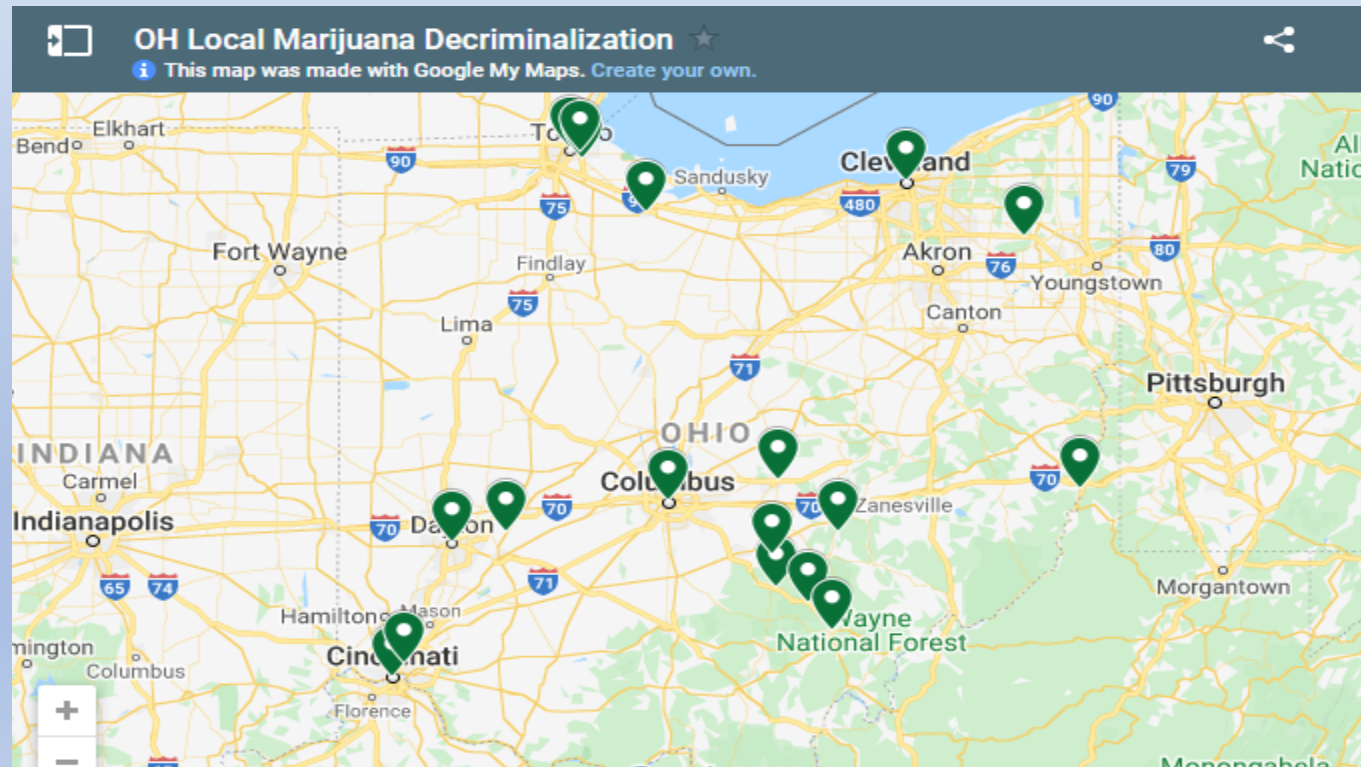 OH Local Marijuana Decriminalization
This map was made with Google My Maps. Create your own.
90
Elkhart
Bend
90
Sandusky
Cleveland
79
75
480
Fort Wayne
Findlay
Akron
76
80
Youngstown
75
Lima
Canton
71
Pittsburgh
OHIO
INDIANA
Carmel
Columbus
70
Indianapolis
70
Dayton
70
70
Zanesville
65
74
71
Morgantown
Hamilton
Mason
Wayne
National Forest
mington
Columbus
Cincinnati
Florence
+
−
Monongahela